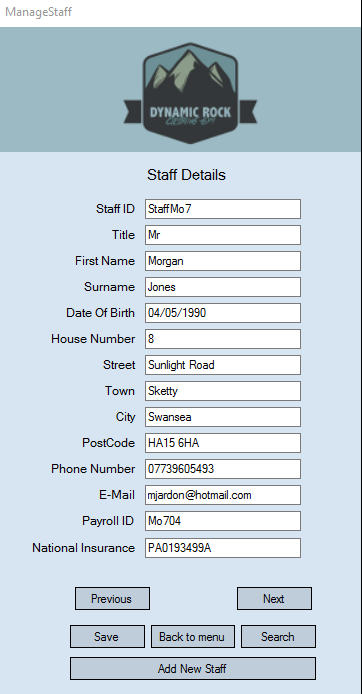 ManageStaff
DYNAMIC ROCK
Staff Details
Staff ID StaffMo7
Title Mr
First Name Morgan
Surname Jones
Date Of Birth 04/05/1990
House Number 8
Street Sunlight Road
Town Sketty
City Swansea
PostCode HA15 6HA
Phone Number 07739605493
E-Mail mjardon@hotmail.com
Payroll ID Mo704
National Insurance PA0193499A
Previous Next
Save Back to menu Search
Add New Staff